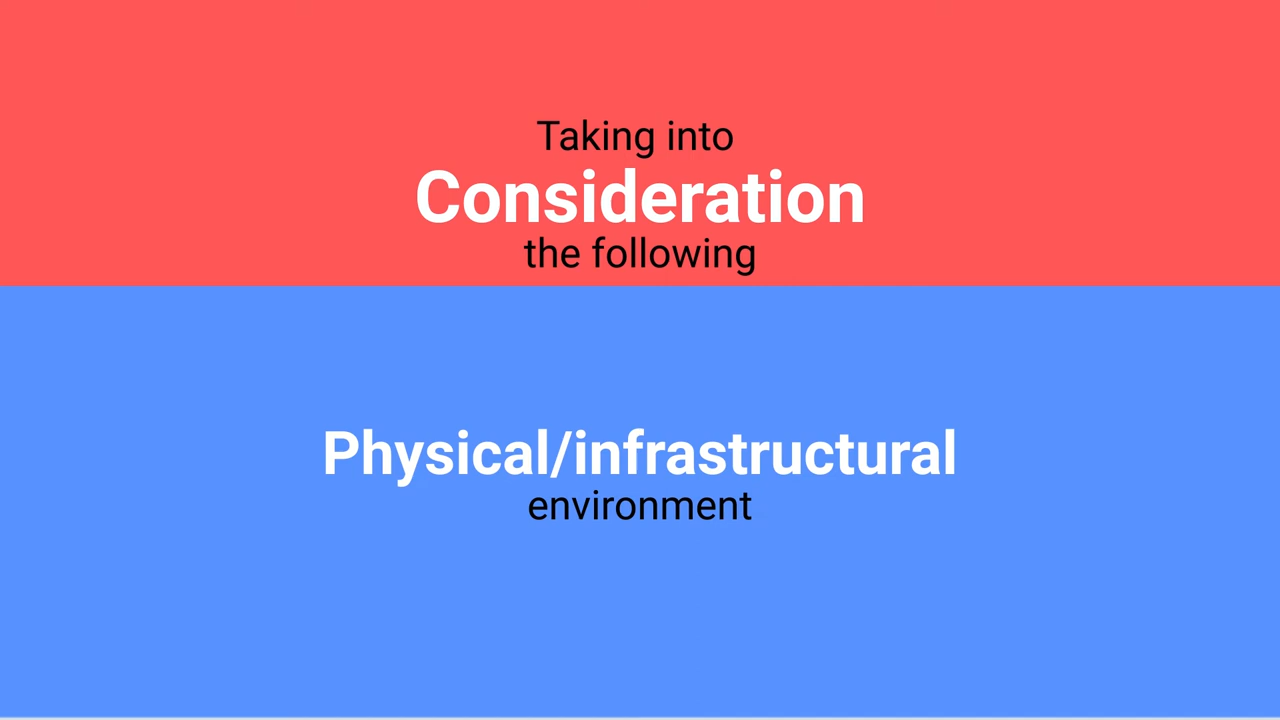 Taking into
Consideration
the following
Physical/infrastructural
environment